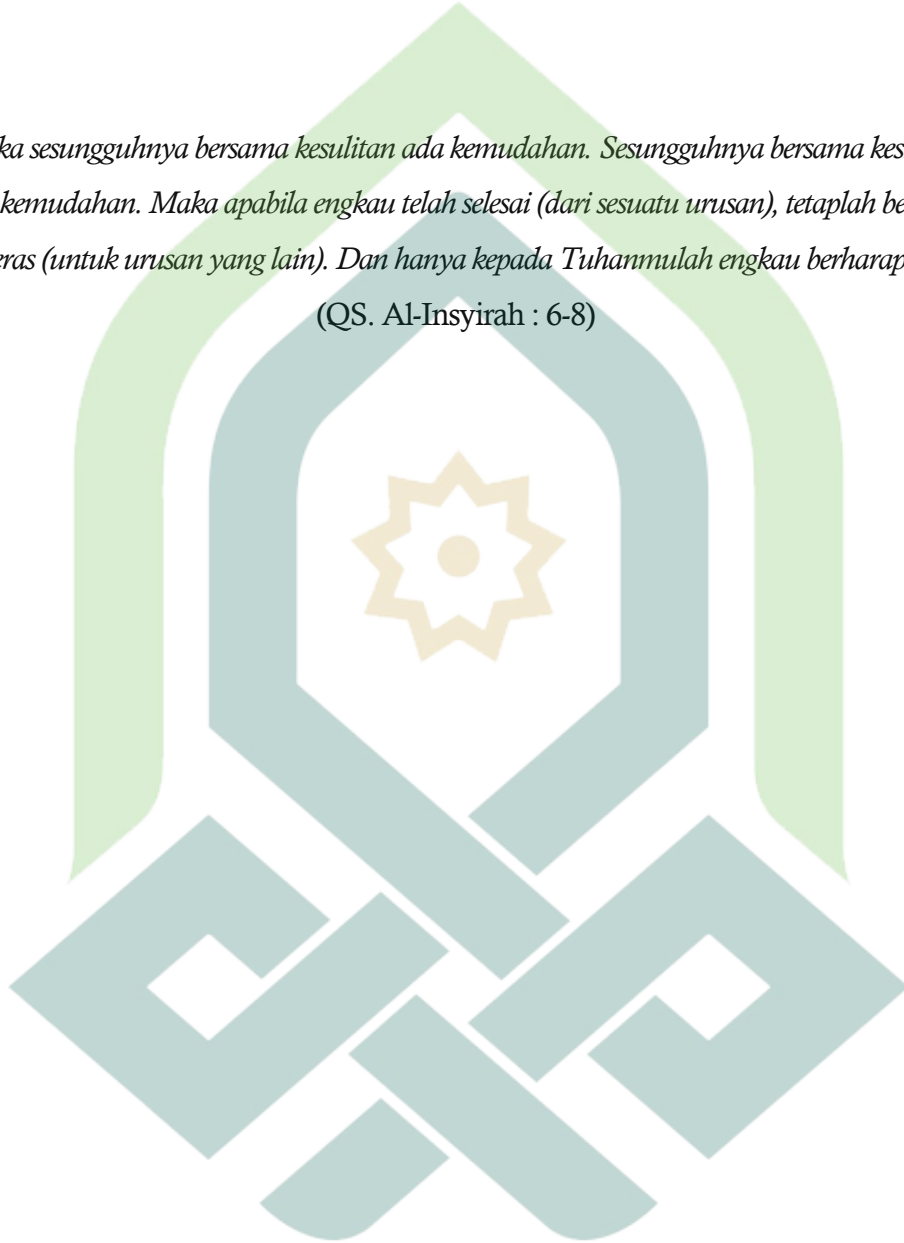 ka sesungguhnya bersama kesulitan ada kemudahan. Sesungguhnya bersama kes
kemudahan. Maka apabila engkau telah selesai (dari sesuatu urusan), tetaplah be
eras (untuk urusan yang lain). Dan hanya kepada Tuhanmulah engkau berharap
(QS. Al-Insyirah : 6-8)